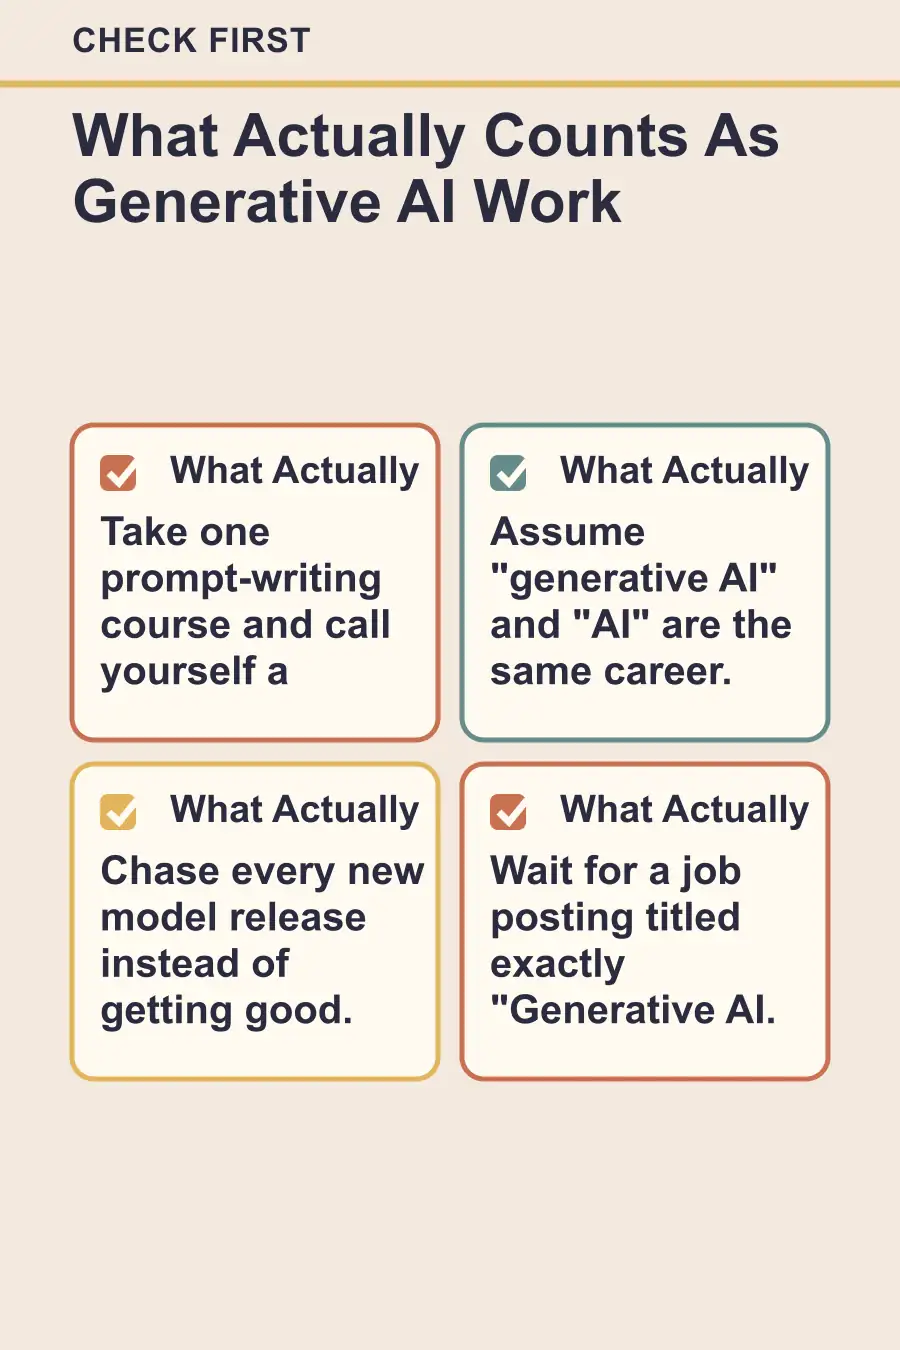 CHECK FIRST
What Actually Counts As
Generative AI Work
What Actually
Take one
prompt-writing
course and call
yourself a
What Actually
Assume
"generative AI"
and "AI" are the
same career.
What Actually
Chase every new
model release
instead of
getting good.
What Actually
Wait for a job
posting titled
exactly
"Generative AI.